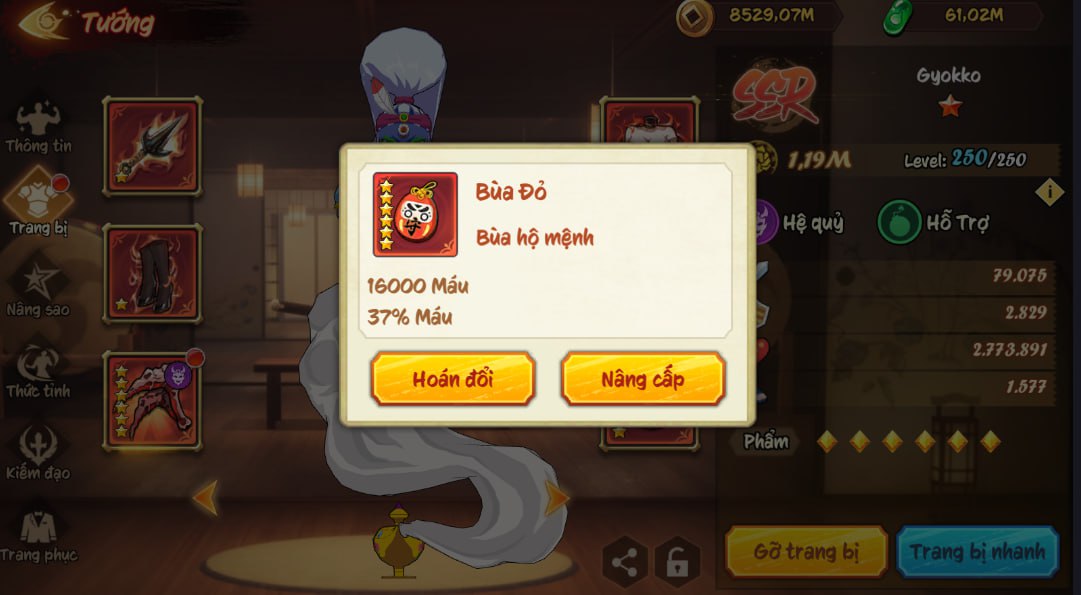 Tướng
8529,07M
61,02M
SSR
Gyokko
1,19M
Level: 250/250
Thông tin
Trang bị
Nâng sao
Thức tỉnh
Kiếm đạo
Trang phục
Bùa Đỏ
Bùa hộ mệnh
16000 Máu
37% Máu
Hoán đổi
Nâng cấp
Hệ quỷ
Hỗ Trợ
79.075
2.829
2.773.891
1.577
Phẩm
Gỡ trang bị
Trang bị nhanh